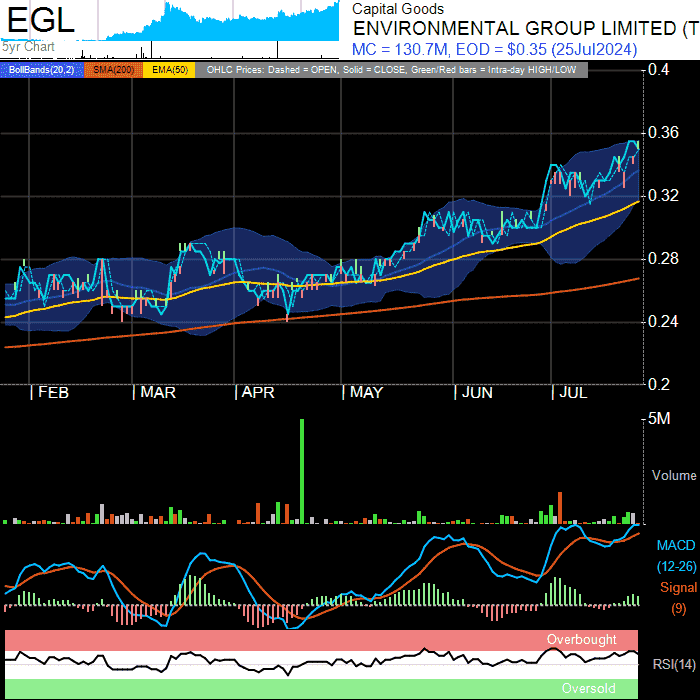 EGL
5yr Chart
Capital Goods
ENVIRONMENTAL GROUP LIMITED (T
MC = 130.7M, EOD = $0.35 (25Jul2024)
BollBands(20,2) SMA(200) EMA(50) OHLC Prices: Dashed = OPEN, Solid = CLOSE, Green/Red bars = Intra-day HIGH/LOW
0.4
0.36
0.32
0.28
0.24
0.2
FEB MAR APR MAY JUN JUL
5M
Volume
MACD
(12-26)
Signal
(9)
Overbought
RSI(14)
Oversold